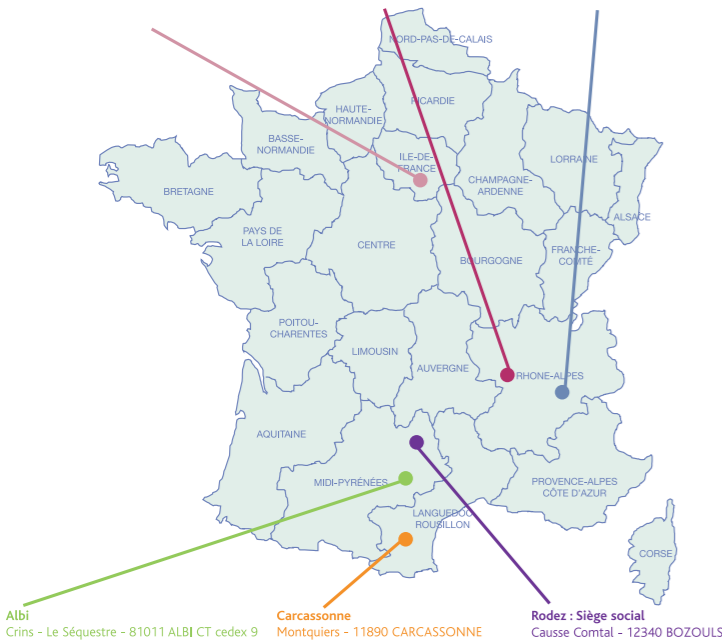 NORD-PAS-DE-CALAIS
PICARDIE
HAUTE-
NORMANDIE
BASSE-
NORMANDIE
ILE-DE-
FRANCE
CHAMPAGNE-
ARDENNE
LORRAINE
ALSACE
BRETAGNE
PAYS DE
LA LOIRE
CENTRE
BOURGOGNE
FRANCHE-
COMTÉ
POITOU-
CHARENTES
LIMOUSIN
AUVERGNE
RHONE-ALPES
AQUITAINE
MIDI-PYRÉNÉES
LANGUEDOC
ROUSILLON
PROVENCE-ALPES
CÔTE D'AZUR
CORSE
Albi
Crins - Le Séquestre - 81011 ALBI CT cedex 9
Carcassonne
Montquiers - 11890 CARCASSONNE
Rodez : Siège social
Causse Comtal - 12340 BOZOULS